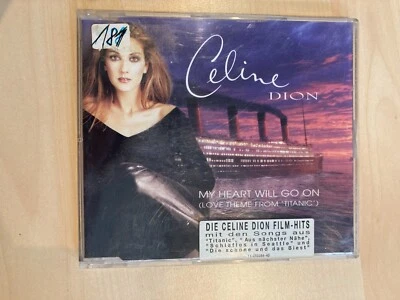 181
Celine
DION
MY HEART WILL GO ON
(LOVE THEME FROM 'TITANIC')
DIE CELINE DION FILM-HITS
mit den Songs aus
"Titanic", "Aus nächster Nähe",
"Schlaflos in Seattle" und
"Die schöne und das Biest"